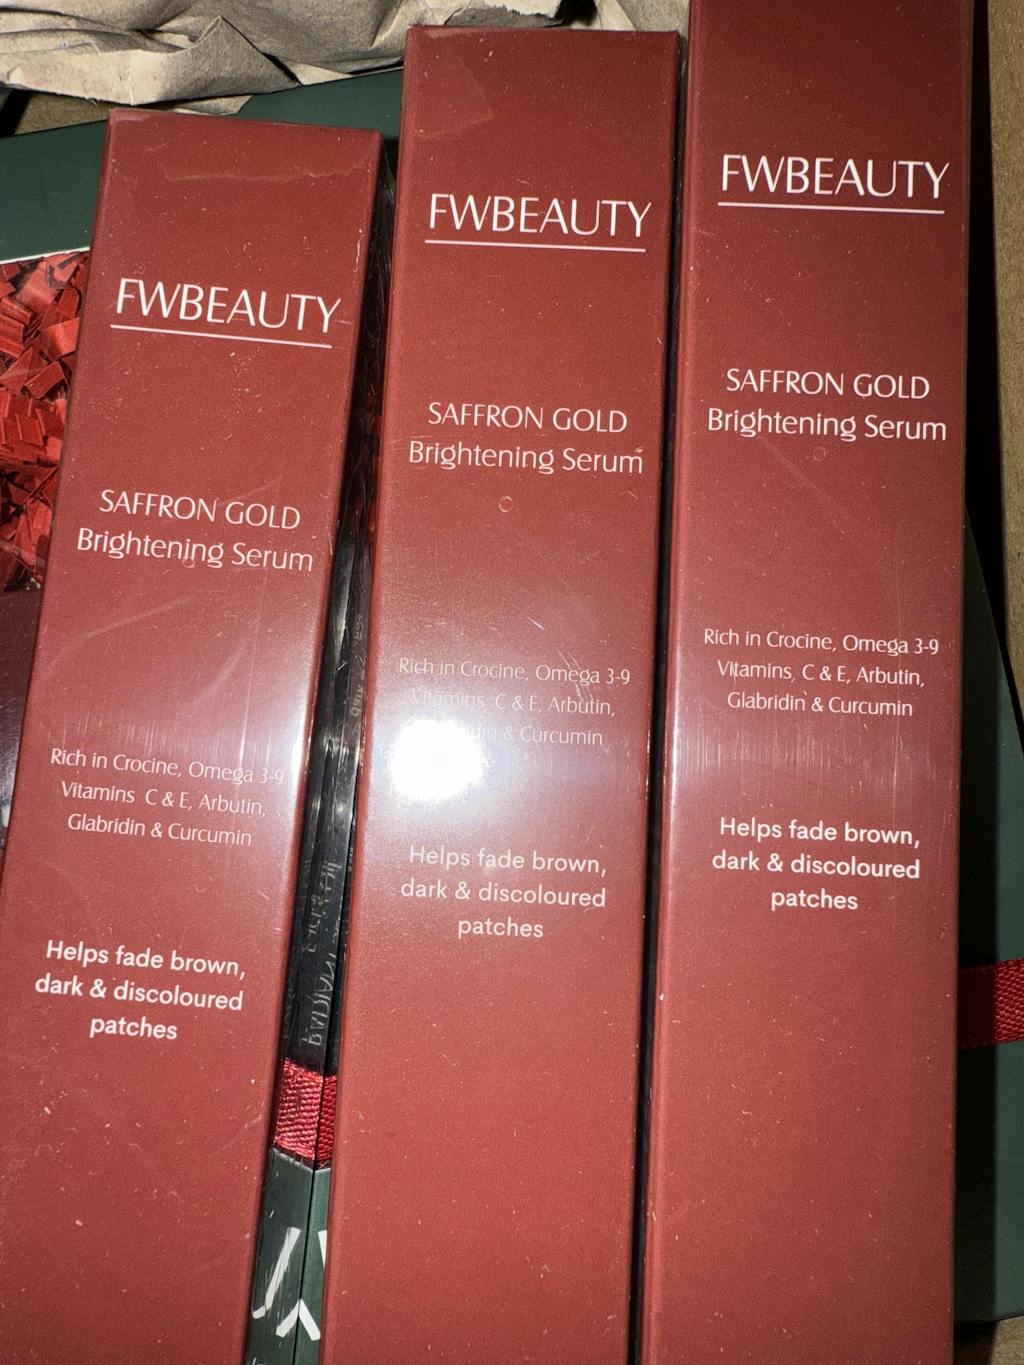 FWBEAUTY
SAFFRON GOLD
Brightening Serum
Rich in Crocine, Omega 3-9
Vitamins C & E, Arbutin,
Glabridin & Curcumin
Helps fade brown,
dark & discoloured
patches
FWBEAUTY
SAFFRON GOLD
Brightening Serum
Rich in Crocine, Omega 3-9
Vitamins C & E, Arbutin,
& Curcumin
Helps fade brown,
dark & discoloured
patches
FWBEAUTY
SAFFRON GOLD
Brightening Serum
Rich in Crocine, Omega 3-9
Vitamins, C & E, Arbutin,
Glabridin & Curcumin
Helps fade brown,
dark & discoloured
patches